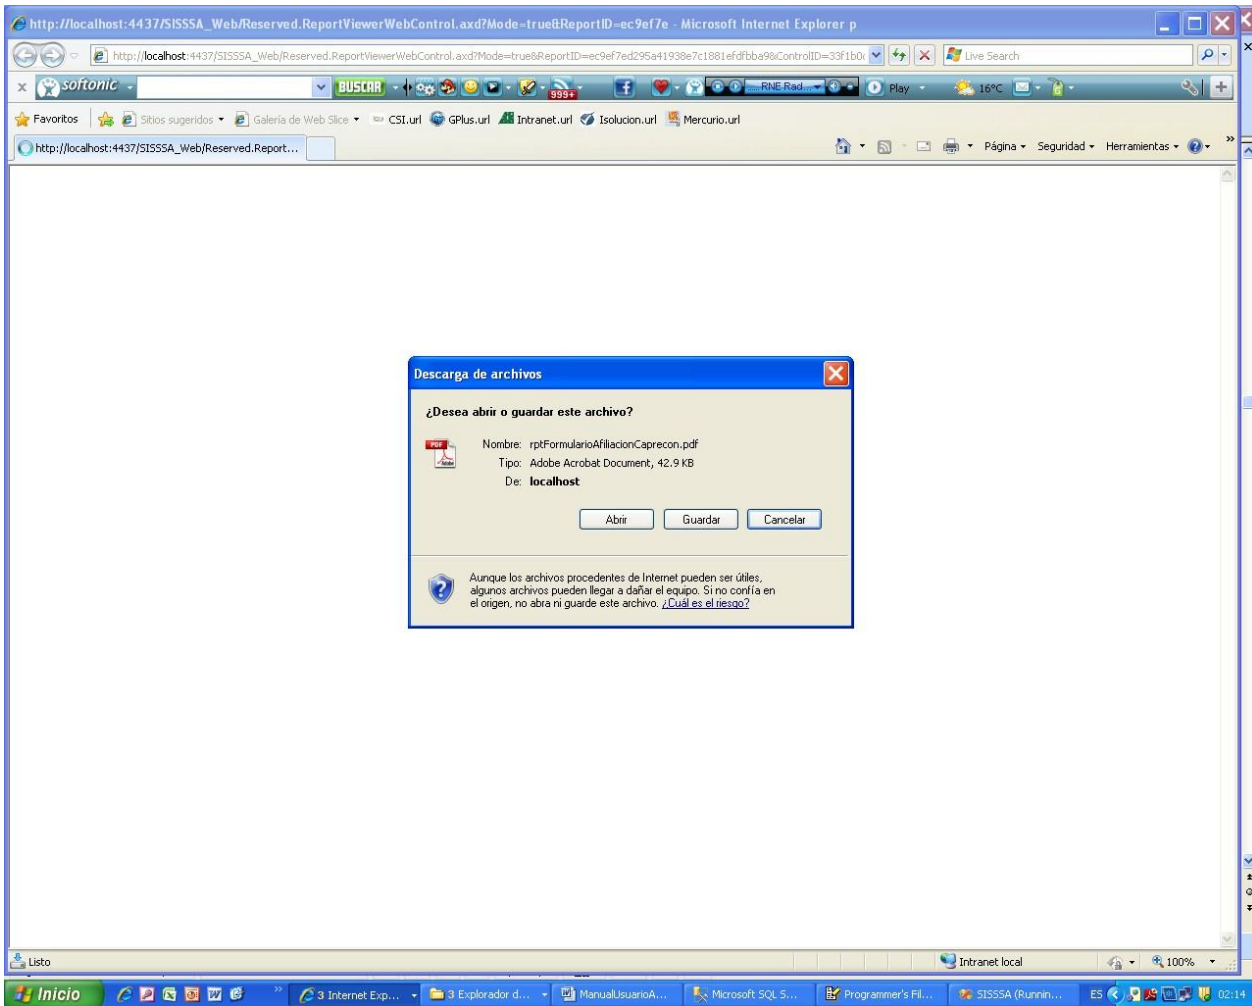 http://localhost:4437/SISSSA_Web/Reserved.ReportViewerWebControl.axd?Mode=true&ReportID=ec9ef7e - Microsoft Internet Explorer p
http://localhost:4437/SISSSA_Web/Reserved.ReportViewerWebControl.axd?Mode=true&ReportID=ec9ef7ed295a41938e7c1881efdfbba9&ControlID=33f1b0c
Live Search
softonic
BUSCAR
999+
RNE Rad...
Play
16°C
Favoritos
Sitios sugeridos
Galería de Web Slice
CSI.url
GPlus.url
Intranet.url
Isolucion.url
Mercurio.url
http://localhost:4437/SISSSA_Web/Reserved.Report...
Página
Seguridad
Herramientas
Descarga de archivos
¿Desea abrir o guardar este archivo?
PDF
Adobe
Nombre: rptFormularioAfiliacionCaprecon.pdf
Tipo: Adobe Acrobat Document, 42.9 KB
De: localhost
Abrir
Guardar
Cancelar
Aunque los archivos procedentes de Internet pueden ser útiles,
algunos archivos pueden llegar a dañar el equipo. Si no confía en
el origen, no abra ni guarde este archivo. ¿Cuál es el riesgo?
Listo
Intranet local
100%
Inicio
3 Internet Exp...
3 Explorador d...
ManualUsuarioA...
Microsoft SQL S...
Programmer's Fil...
SISSSA (Runnin...
ES
02:14